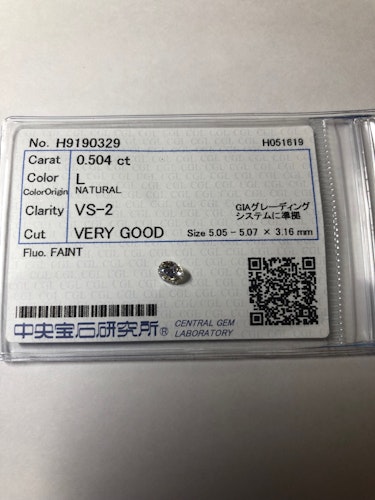 No. H9190329 H051619
Carat 0.504 ct
Color L
ColorOrigin NATURAL
Clarity VS-2 GIAグレーディング
システムに準拠
Cut VERY GOOD Size 5.05 - 5.07 × 3.16 mm
Fluo. FAINT
中央宝石研究所® CENTRAL GEM
LABORATORY